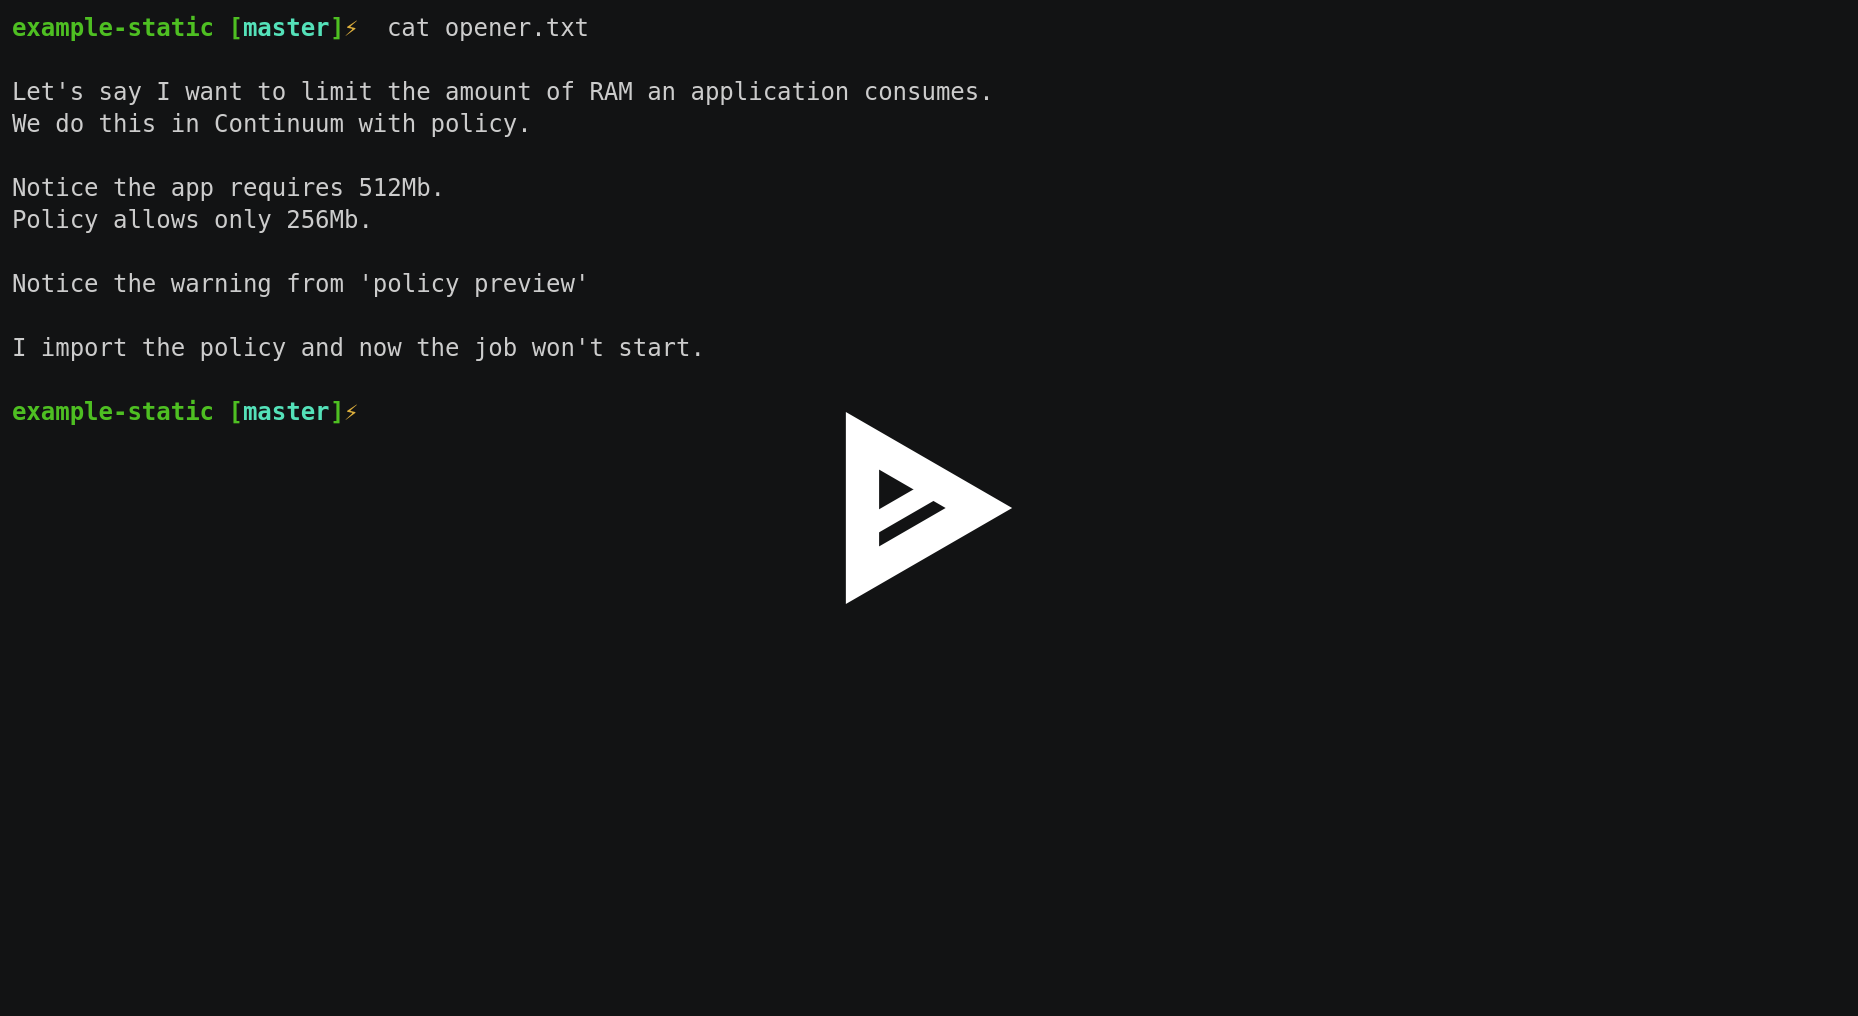 example-static [master]⚡  cat opener.txt
Let's say I want to limit the amount of RAM an application consumes.
We do this in Continuum with policy.
Notice the app requires 512Mb.
Policy allows only 256Mb.
Notice the warning from 'policy preview'
I import the policy and now the job won't start.
example-static [master]⚡